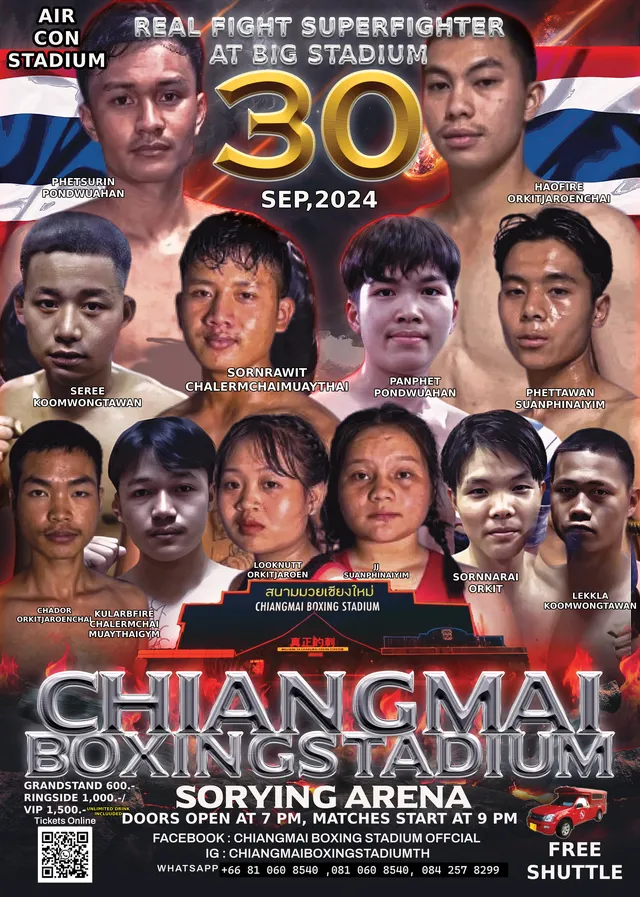 AIR
CON
STADIUM
REAL FIGHT SUPERFIGHTER
AT BIG STADIUM
30
SEP,2024
PHETSURIN
PONDWUAHAN
HAOFIRE
ORKITJAROENCHAI
SEREE
KOOMWONGTAWAN
SORNRAWIT
CHALERMCHAIMUAYTHAI
PANPHET
PONDWUAHAN
PHETTAWAN
SUANPHINAIYIM
CHADOR
ORKITJAROENCHAI
KULARBFIRE
CHALERMCHAI
MUAYTHAIGYM
LOOKNUTT
ORKITJAROEN
JJ
SUANPHINAIYIM
SORNNARAI
ORKIT
LEKKLA
KOOMWONGTAWAN
สนามมวยเชียงใหม่
CHIANGMAI BOXING STADIUM
CHIANGMAI
BOXINGSTADIUM
GRANDSTAND 600.-
RINGSIDE 1,000.-/
VIP 1,500.-
UNLIMITED DRINK
INCLUUDED
Tickets Online
SORYING ARENA
DOORS OPEN AT 7 PM, MATCHES START AT 9 PM
FACEBOOK : CHIANGMAI BOXING STADIUM OFFCIAL
IG : CHIANGMAIBOXINGSTADIUMTH
WHATSAPP +66 81 060 8540 ,081 060 8540, 084 257 8299
FREE
SHUTTLE